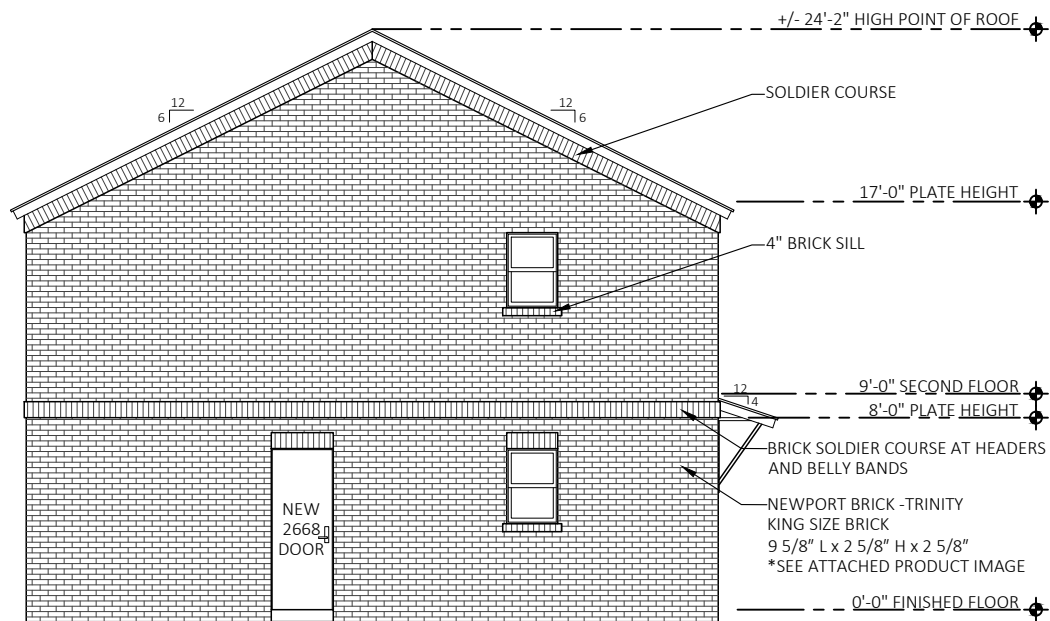 +/- 24'-2" HIGH POINT OF ROOF
12
6
12
6
SOLDIER COURSE
17'-0" PLATE HEIGHT
4" BRICK SILL
9'-0" SECOND FLOOR
12
4
8'-0" PLATE HEIGHT
BRICK SOLDIER COURSE AT HEADERS
AND BELLY BANDS
NEWPORT BRICK -TRINITY
KING SIZE BRICK
9 5/8" L x 2 5/8" H x 2 5/8"
*SEE ATTACHED PRODUCT IMAGE
NEW
2668
DOOR
0'-0" FINISHED FLOOR